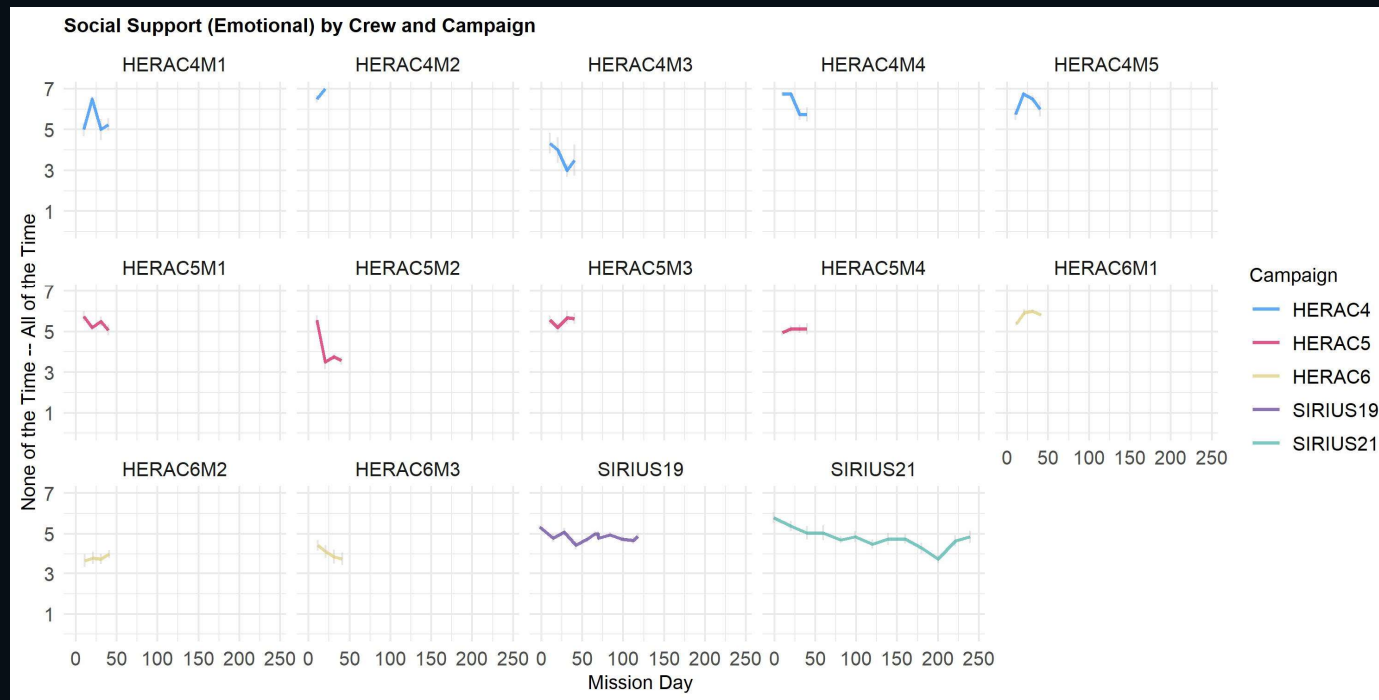 Social Support (Emotional) by Crew and Campaign
HERAC4M1 HERAC4M2 HERAC4M3 HERAC4M4 HERAC4M5
7
5
3
1
HERAC5M1 HERAC5M2 HERAC5M3 HERAC5M4 HERAC6M1
7
5
3
1
0 50 100 150 200 250
HERAC6M2 HERAC6M3 SIRIUS19 SIRIUS21
7
5
3
1
0 50 100 150 200 250 0 50 100 150 200 250 0 50 100 150 200 250 0 50 100 150 200 250
None of the Time -- All of the Time
Mission Day
Campaign
HERAC4
HERAC5
HERAC6
SIRIUS19
SIRIUS21